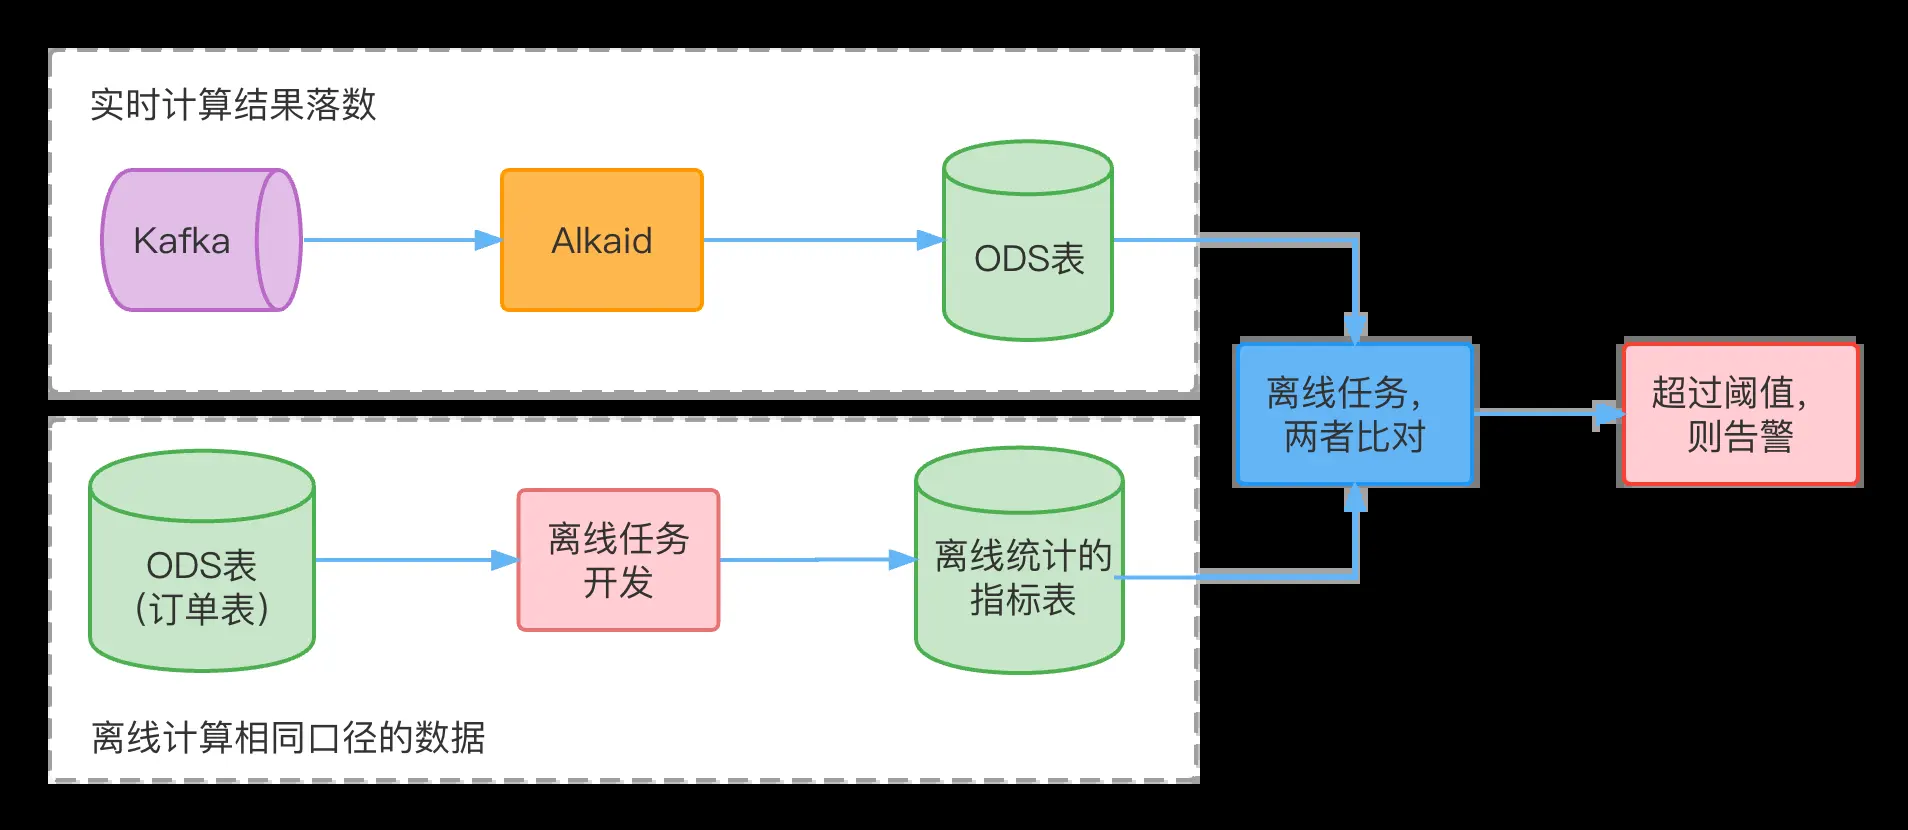 实时计算结果落数
Kafka
Alkaid
ODS表
离线任务，
两者比对
超过阈值，
则告警
ODS表
（订单表）
离线任务
开发
离线统计的
指标表
离线计算相同口径的数据